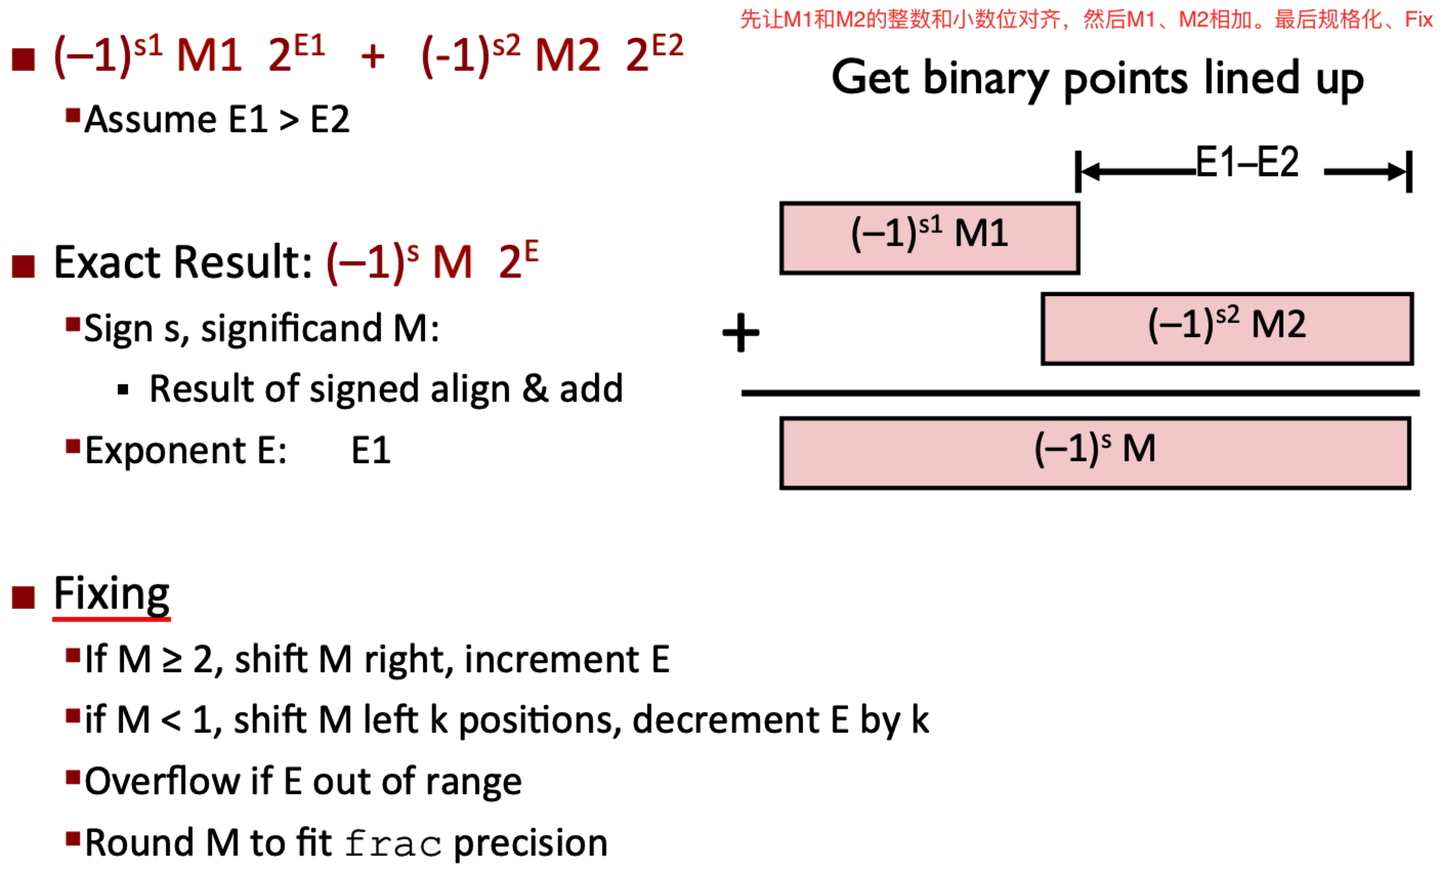 先让M1和M2的整数和小数位对齐，然后M1、M2相加。最后规格化、Fix
(–1)^s1 M1 2^E1 + (-1)^s2 M2 2^E2
Assume E1 > E2
Get binary points lined up
E1–E2
(–1)^s1 M1
+
(–1)^s2 M2
(–1)^s M
Exact Result: (–1)^s M 2^E
Sign s, significand M:
Result of signed align & add
Exponent E: E1
Fixing
If M ≥ 2, shift M right, increment E
if M < 1, shift M left k positions, decrement E by k
Overflow if E out of range
Round M to fit frac precision